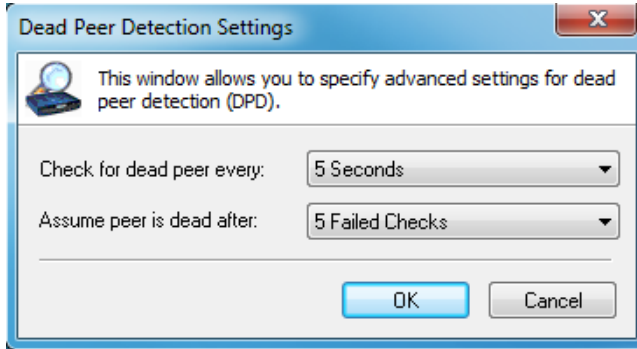 Dead Peer Detection Settings
This window allows you to specify advanced settings for dead
peer detection (DPD).
Check for dead peer every: 5 Seconds
Assume peer is dead after: 5 Failed Checks
OK Cancel